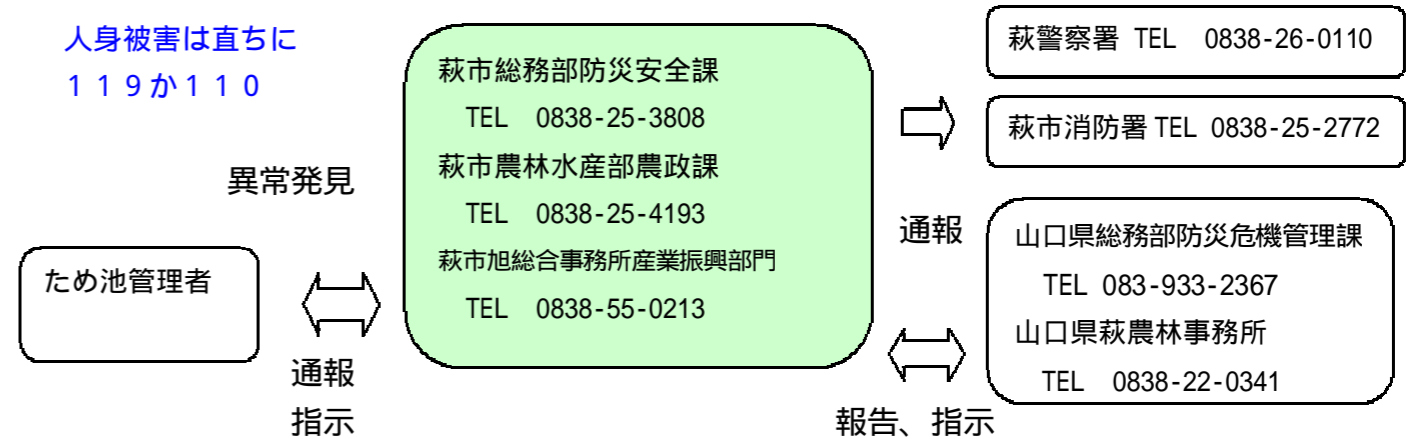 人身被害は直ちに
１１９か１１０
異常発見
ため池管理者
通報
指示
萩市総務部防災安全課
TEL 0838-25-3808
萩市農林水産部農政課
TEL 0838-25-4193
萩市旭総合事務所産業振興部門
TEL 0838-55-0213
通報
報告、指示
萩警察署 TEL 0838-26-0110
萩市消防署 TEL 0838-25-2772
山口県総務部防災危機管理課
TEL 083-933-2367
山口県萩農林事務所
TEL 0838-22-0341